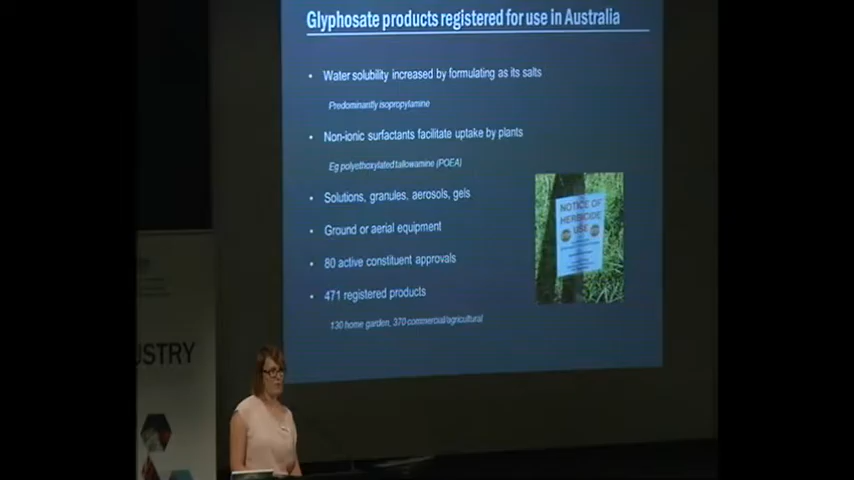 Glyphosate products registered for use in Australia
Water solubility increased by formulating as its salts
Predominantly isopropylamine
Non-ionic surfactants facilitate uptake by plants
Eg polyethoxylated tallowamine (POEA)
Solutions, granules, aerosols, gels
Ground or aerial equipment
80 active constituent approvals
471 registered products
130 home garden, 370 commercial/agricultural
NOTICE OF
HERBICIDE
USE
USTRY